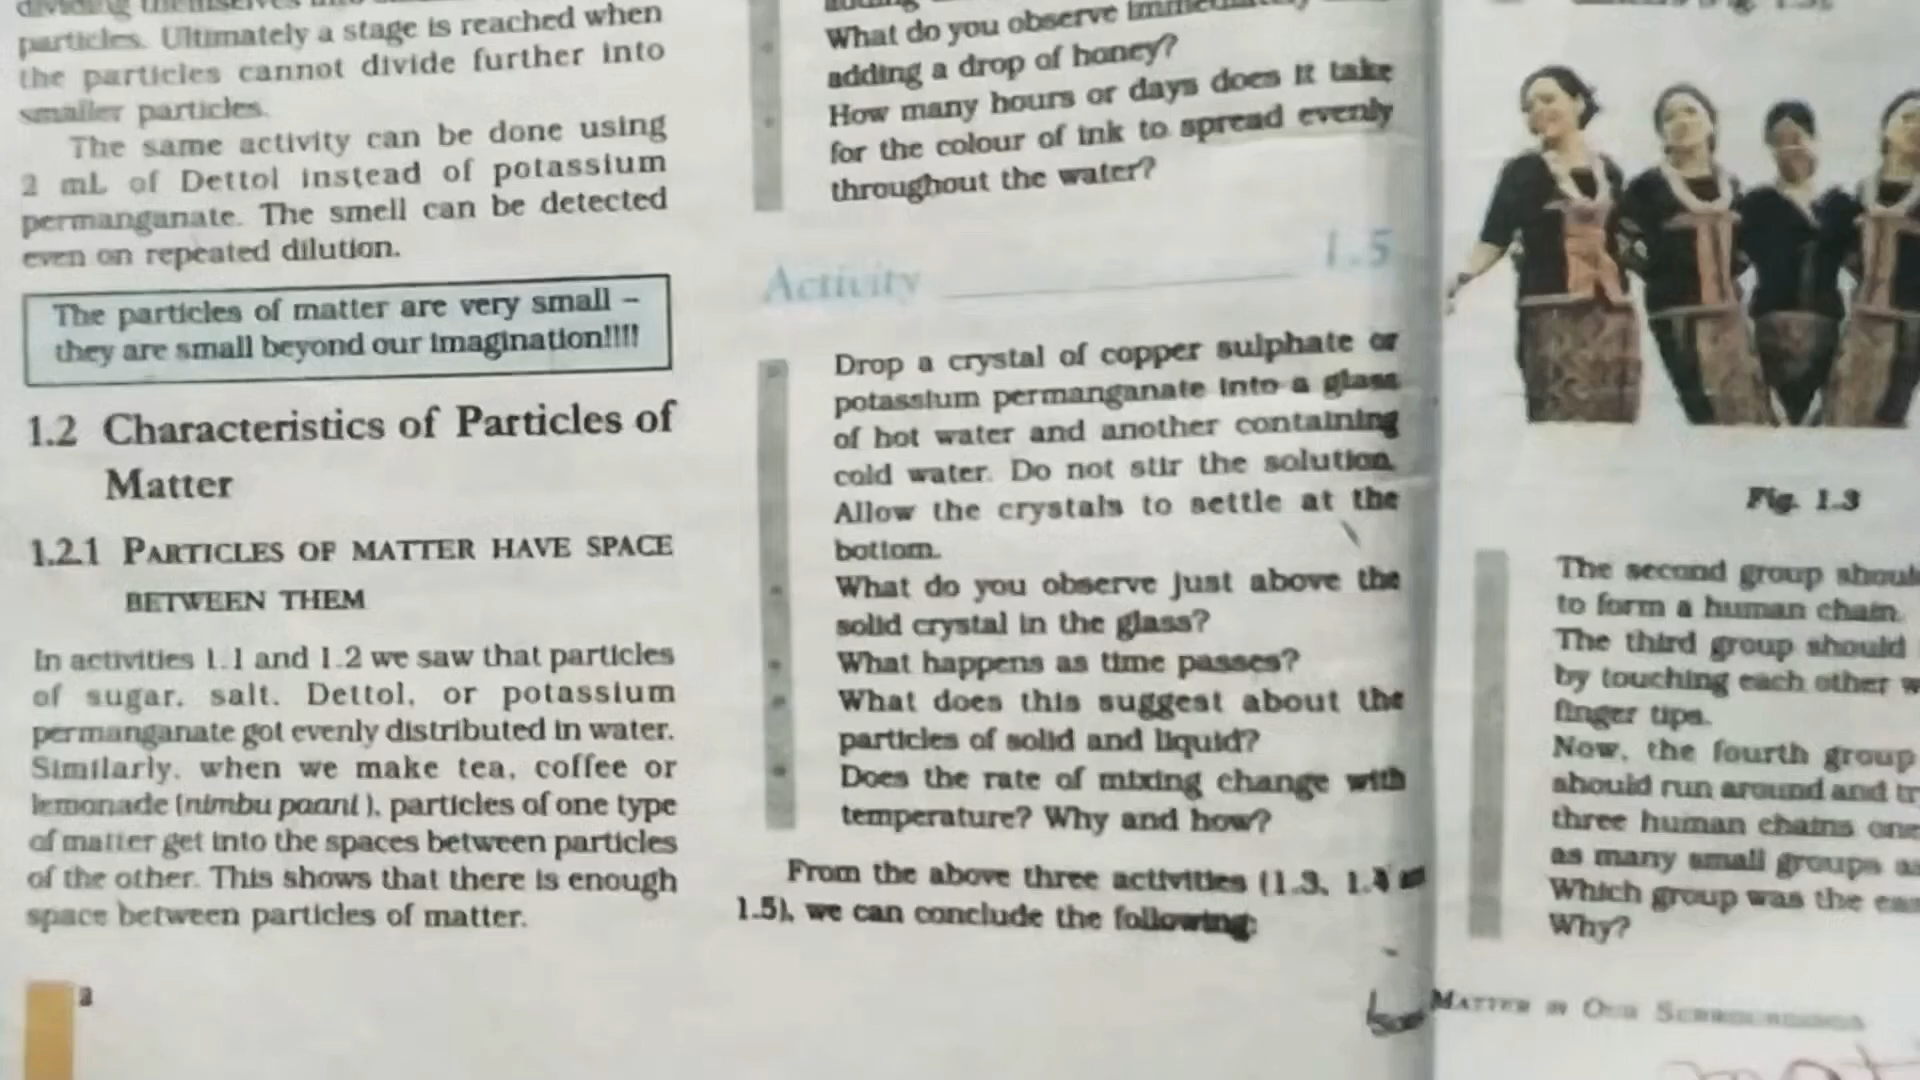 particles. Ultimately a stage is reached when
the particles cannot divide further into
smaller particles.
The same activity can be done using
2 mL of Dettol instead of potassium
permanganate. The smell can be detected
even on repeated dilution.
The particles of matter are very small –
they are small beyond our imagination!!!!
1.2 Characteristics of Particles of
Matter
1.2.1 PARTICLES OF MATTER HAVE SPACE
BETWEEN THEM
In activities 1.1 and 1.2 we saw that particles
of sugar, salt, Dettol, or potassium
permanganate got evenly distributed in water.
Similarly, when we make tea, coffee or
lemonade (nimbu paani ), particles of one type
of matter get into the spaces between particles
of the other. This shows that there is enough
space between particles of matter.
2
What do you observe immediately
adding a drop of honey?
How many hours or days does it take
for the colour of ink to spread evenly
throughout the water?
Activity 1.5
Drop a crystal of copper sulphate or
potassium permanganate into a glass
of hot water and another containing
cold water. Do not stir the solution.
Allow the crystals to settle at the
bottom.
What do you observe just above the
solid crystal in the glass?
What happens as time passes?
What does this suggest about the
particles of solid and liquid?
Does the rate of mixing change with
temperature? Why and how?
From the above three activities (1.3, 1.4
1.5), we can conclude the following:
Fig. 1.3
The second group
to form a human chain.
The third group should
by touching each other
finger tips.
Now, the fourth group
should run around and
three human chains one
as many small groups as
Which group was the
Why?
MATTER IN OUR SURROUNDINGS